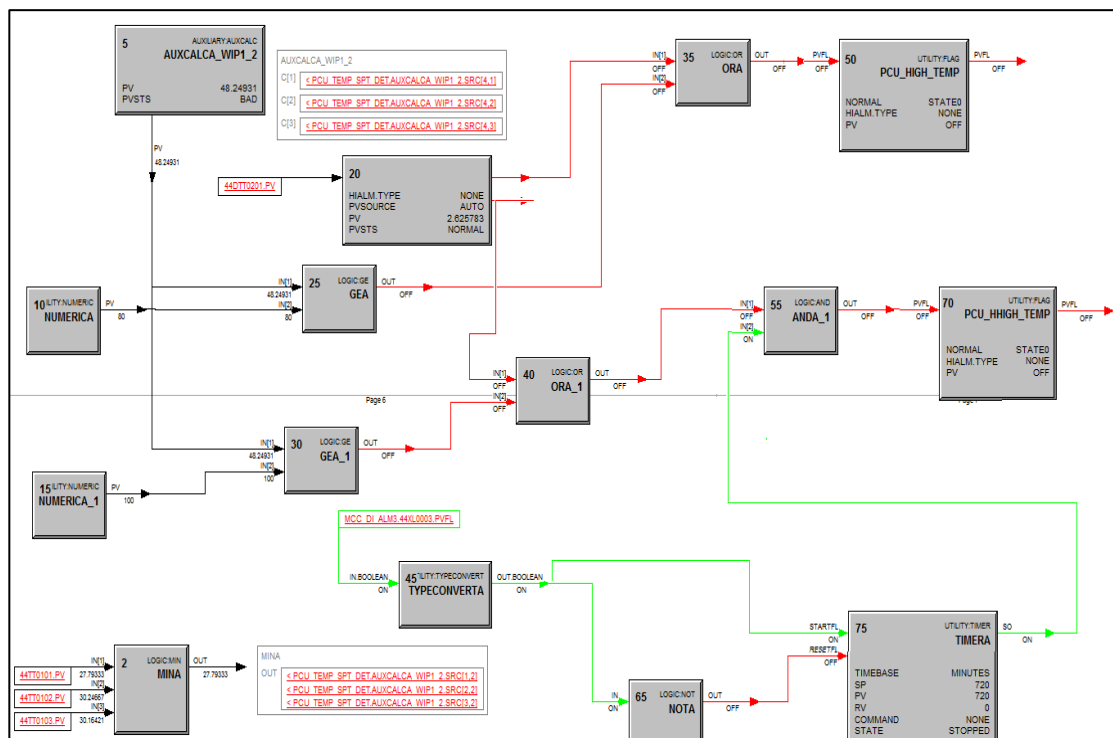 5 AUXILIARY:AUXCALC
AUXCALCA_WIP1_2
PV 48.24931
PVSTS BAD
AUXCALCA_WIP1_2
C[1] < PCU_TEMP_SPT_DET.AUXCALCA_WIP1_2.SRC[4,1]
C[2] < PCU_TEMP_SPT_DET.AUXCALCA_WIP1_2.SRC[4,2]
C[3] < PCU_TEMP_SPT_DET.AUXCALCA_WIP1_2.SRC[4,3]
IN[1]
OFF
IN[2]
OFF
35 LOGIC:OR
ORA
OUT
OFF
PVFL
OFF
50 UTILITY:FLAG
PCU_HIGH_TEMP
NORMAL STATE0
HIALM.TYPE NONE
PV OFF
PVFL
OFF
PV
48.24931
44DTT0201.PV
20
HIALM.TYPE NONE
PVSOURCE AUTO
PV 2.625783
PVSTS NORMAL
10 ILITY:NUMERIC
NUMERICA
PV
80
IN[1]
48.24931
IN[2]
80
25 LOGIC:GE
GEA
OUT
OFF
IN[1]
OFF
IN[2]
ON
55 LOGIC:AND
ANDA_1
OUT
OFF
PVFL
OFF
70 UTILITY:FLAG
PCU_HHIGH_TEMP
NORMAL STATE0
HIALM.TYPE NONE
PV OFF
PVFL
OFF
IN[1]
OFF
IN[2]
OFF
40 LOGIC:OR
ORA_1
OUT
OFF
Page 6
IN[1]
48.24931
IN[2]
100
30 LOGIC:GE
GEA_1
OUT
OFF
15 ILITY:NUMERIC
NUMERICA_1
PV
100
MCC_DI_ALM3.44XL0003.PVFL
IN.BOOLEAN
ON
45 ILITY:TYPECONVERT
TYPECONVERTA
OUT.BOOLEAN
ON
STARTFL
ON
RESETFL
OFF
75 UTILITY:TIMER
TIMERA
TIMEBASE MINUTES
SP 720
PV 720
RV 0
COMMAND NONE
STATE STOPPED
SO
ON
44TT0101.PV
44TT0102.PV
44TT0103.PV
IN[1]
27.79333
IN[2]
30.24667
IN[3]
30.16421
2 LOGIC:MIN
MINA
OUT
27.79333
MINA
OUT < PCU_TEMP_SPT_DET.AUXCALCA_WIP1_2.SRC[1,2]
< PCU_TEMP_SPT_DET.AUXCALCA_WIP1_2.SRC[2,2]
< PCU_TEMP_SPT_DET.AUXCALCA_WIP1_2.SRC[3,2]
IN
ON
65 LOGIC:NOT
NOTA
OUT
OFF